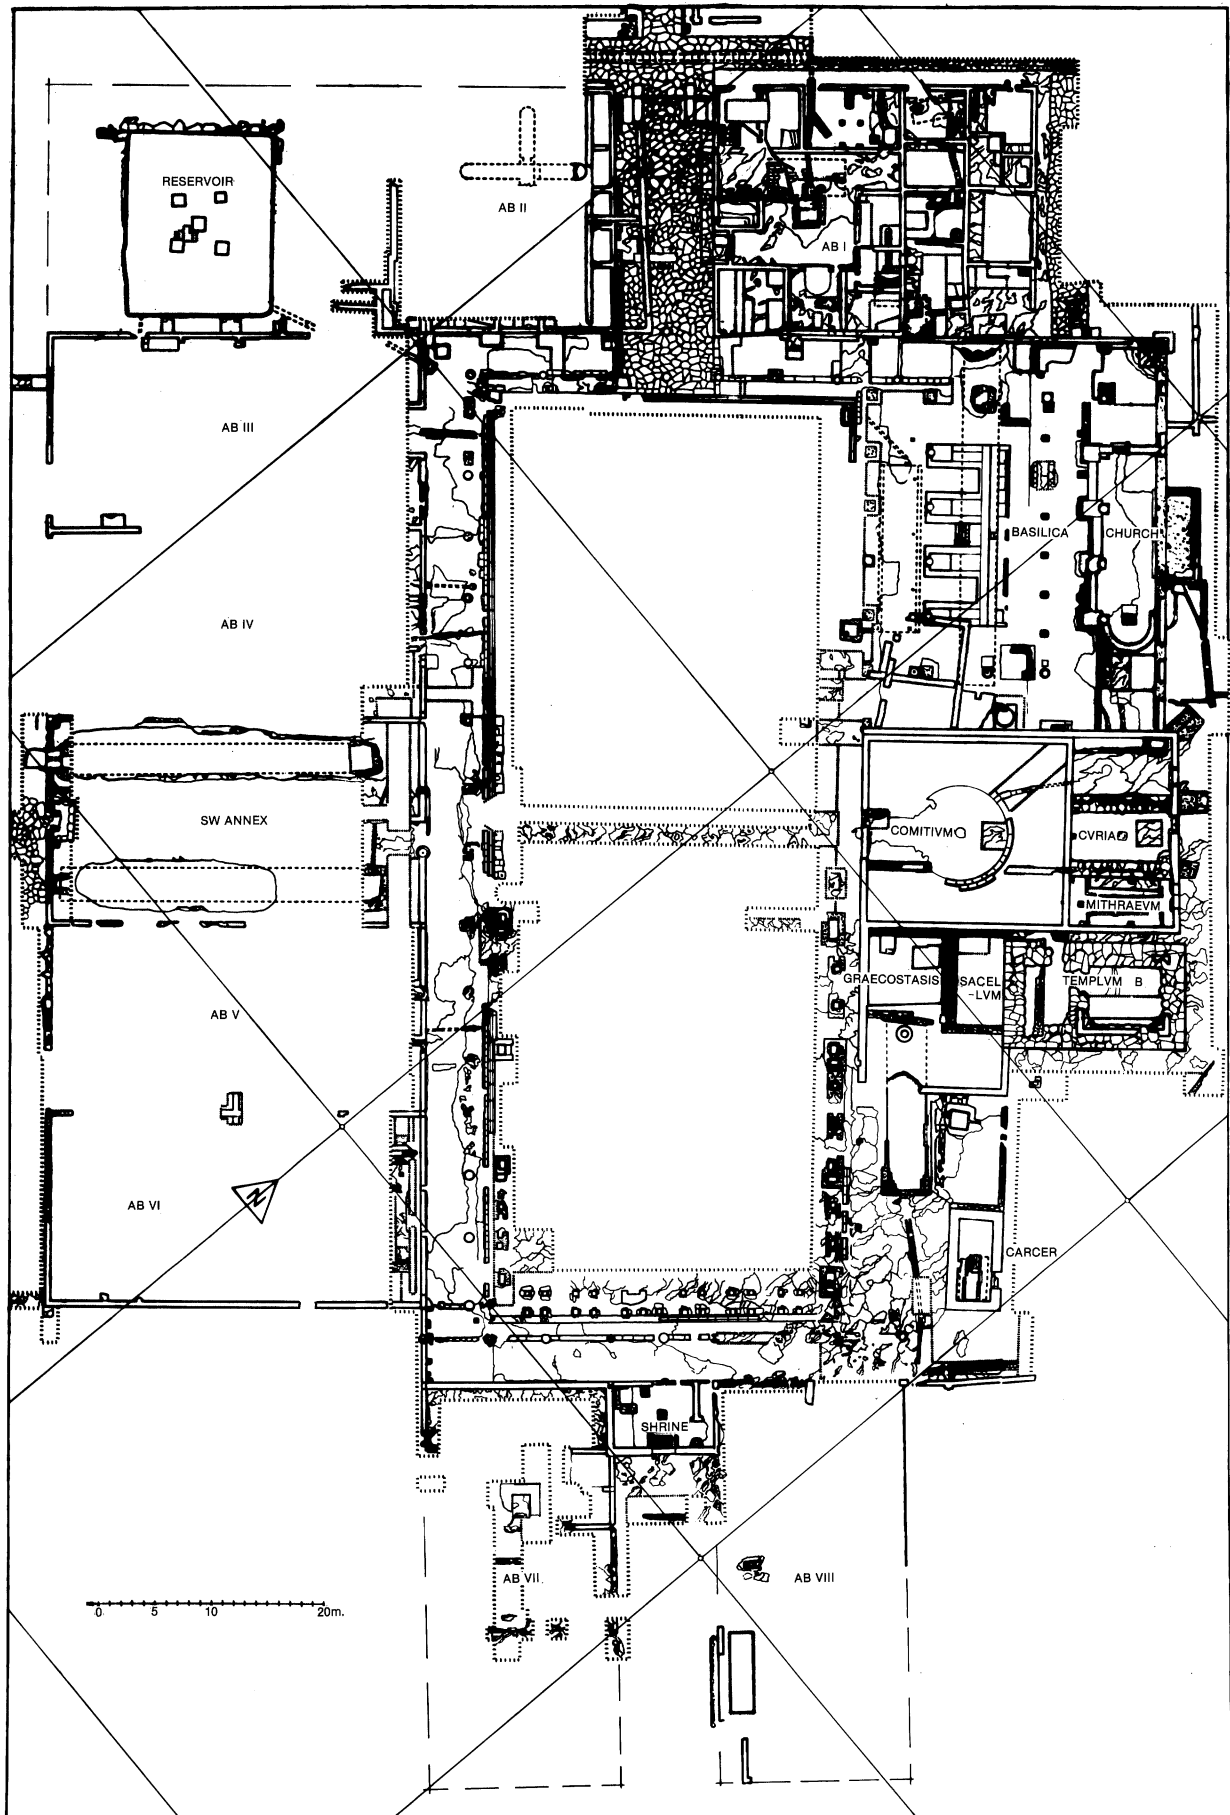 RESERVOIR
AB II
AB I
AB III
BASILICA
CHURCH
AB IV
SW ANNEX
COMITIVM
CVRIA
MITHRAEVM
GRAECOSTASIS
SACEL
-LVM
TEMPLVM B
AB V
N
AB VI
CARCER
SHRINE
AB VII
AB VIII
0 5 10 20m.